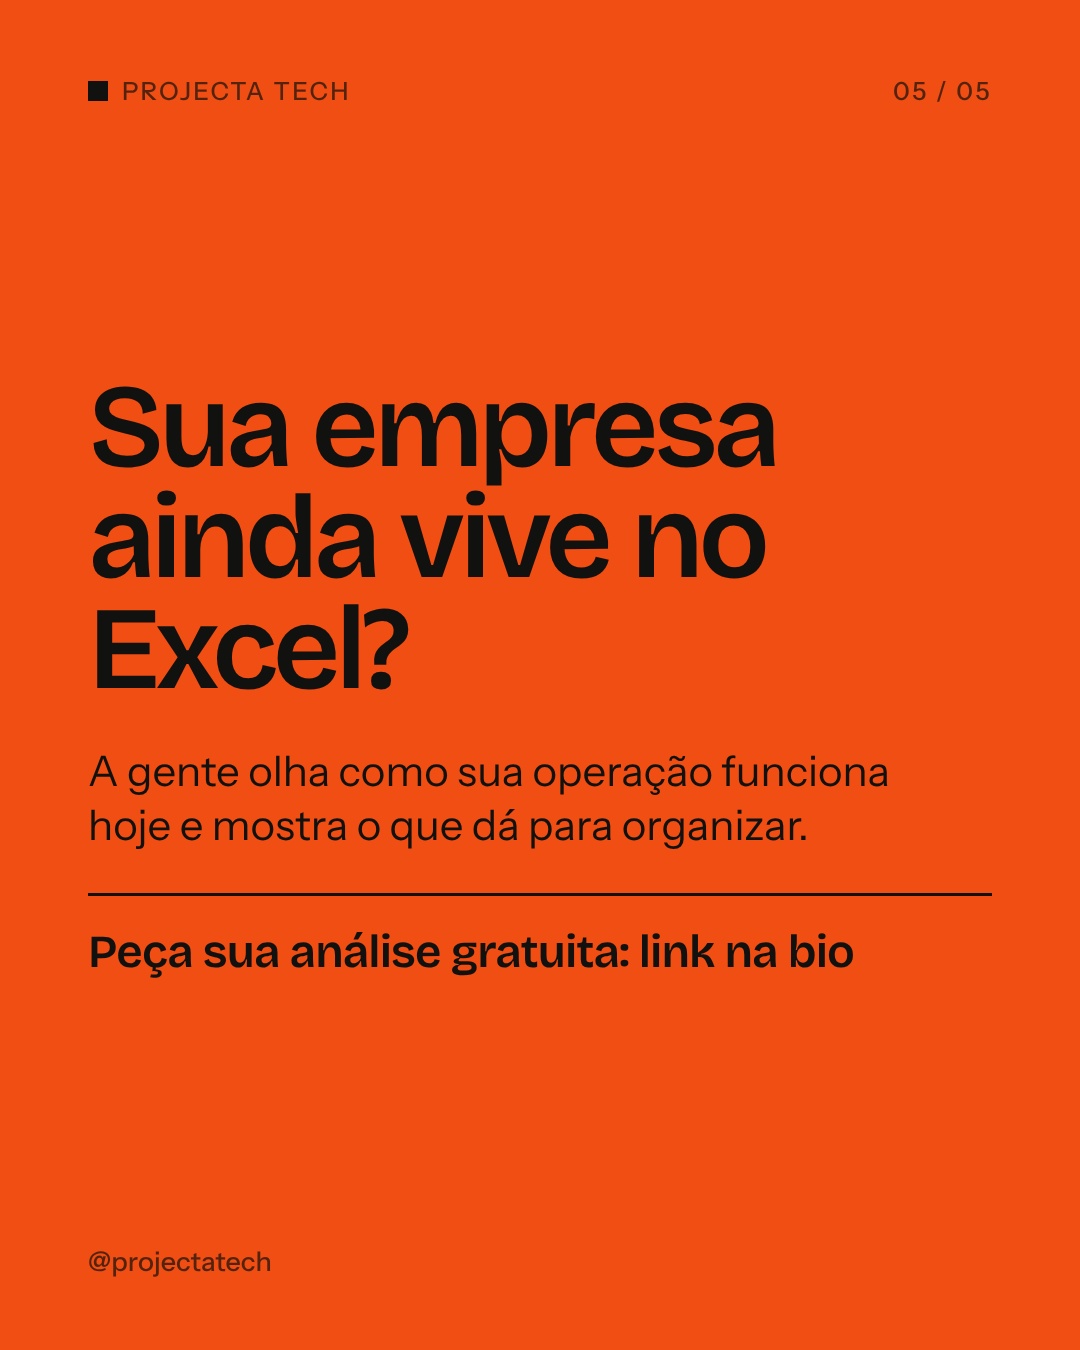 PROJECTA TECH
05 / 05
Sua empresa
ainda vive no
Excel?
A gente olha como sua operação funciona
hoje e mostra o que dá para organizar.
Peça sua análise gratuita: link na bio
@projectatech